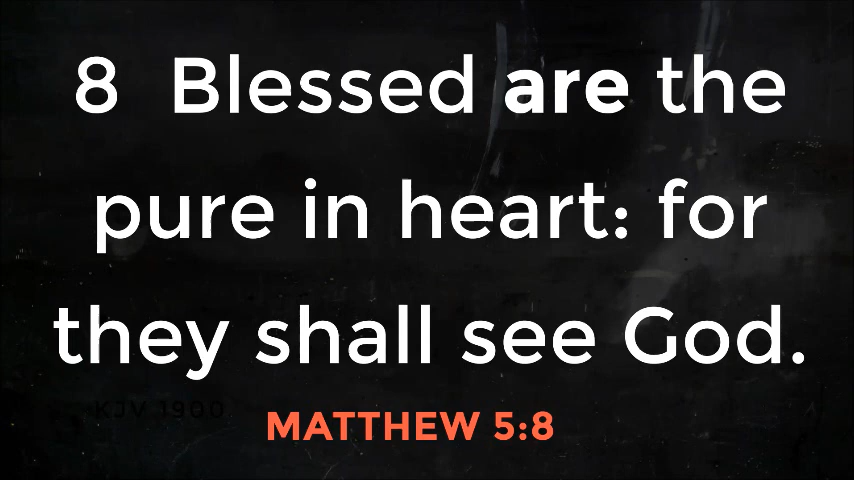 8 Blessed are the
pure in heart: for
they shall see God.
KJV 1900
MATTHEW 5:8